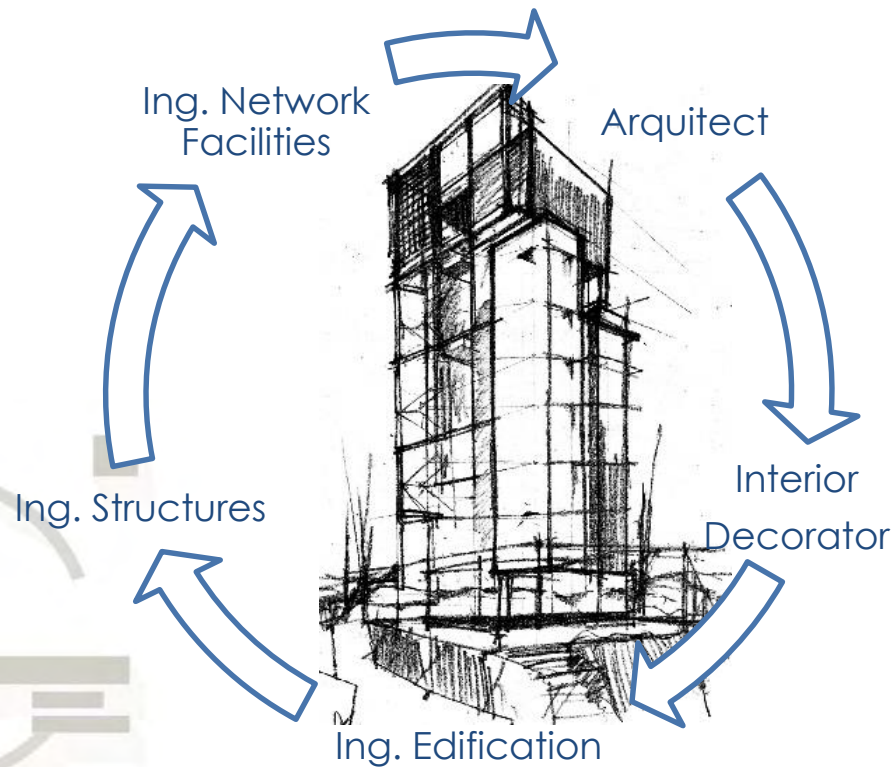 Ing. Network
Facilities
Arquitect
Interior
Decorator
Ing. Structures
Ing. Edification